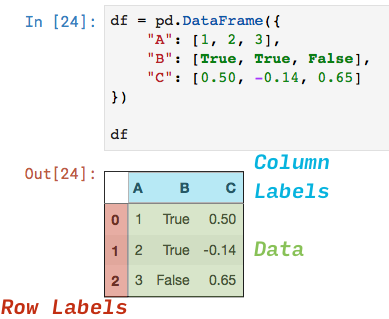 In [24]: df = pd.DataFrame({
"A": [1, 2, 3],
"B": [True, True, False],
"C": [0.50, -0.14, 0.65]
})
df
Column
Labels
Out[24]:
A B C
0 1 True 0.50
1 2 True -0.14
2 3 False 0.65
Data
Row Labels